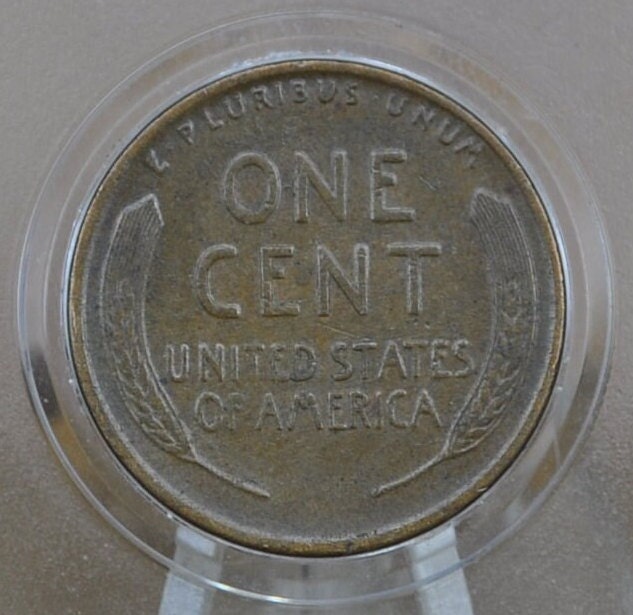 E · PLURIBUS · UNUM
ONE
CENT
UNITED STATES
OF AMERICA